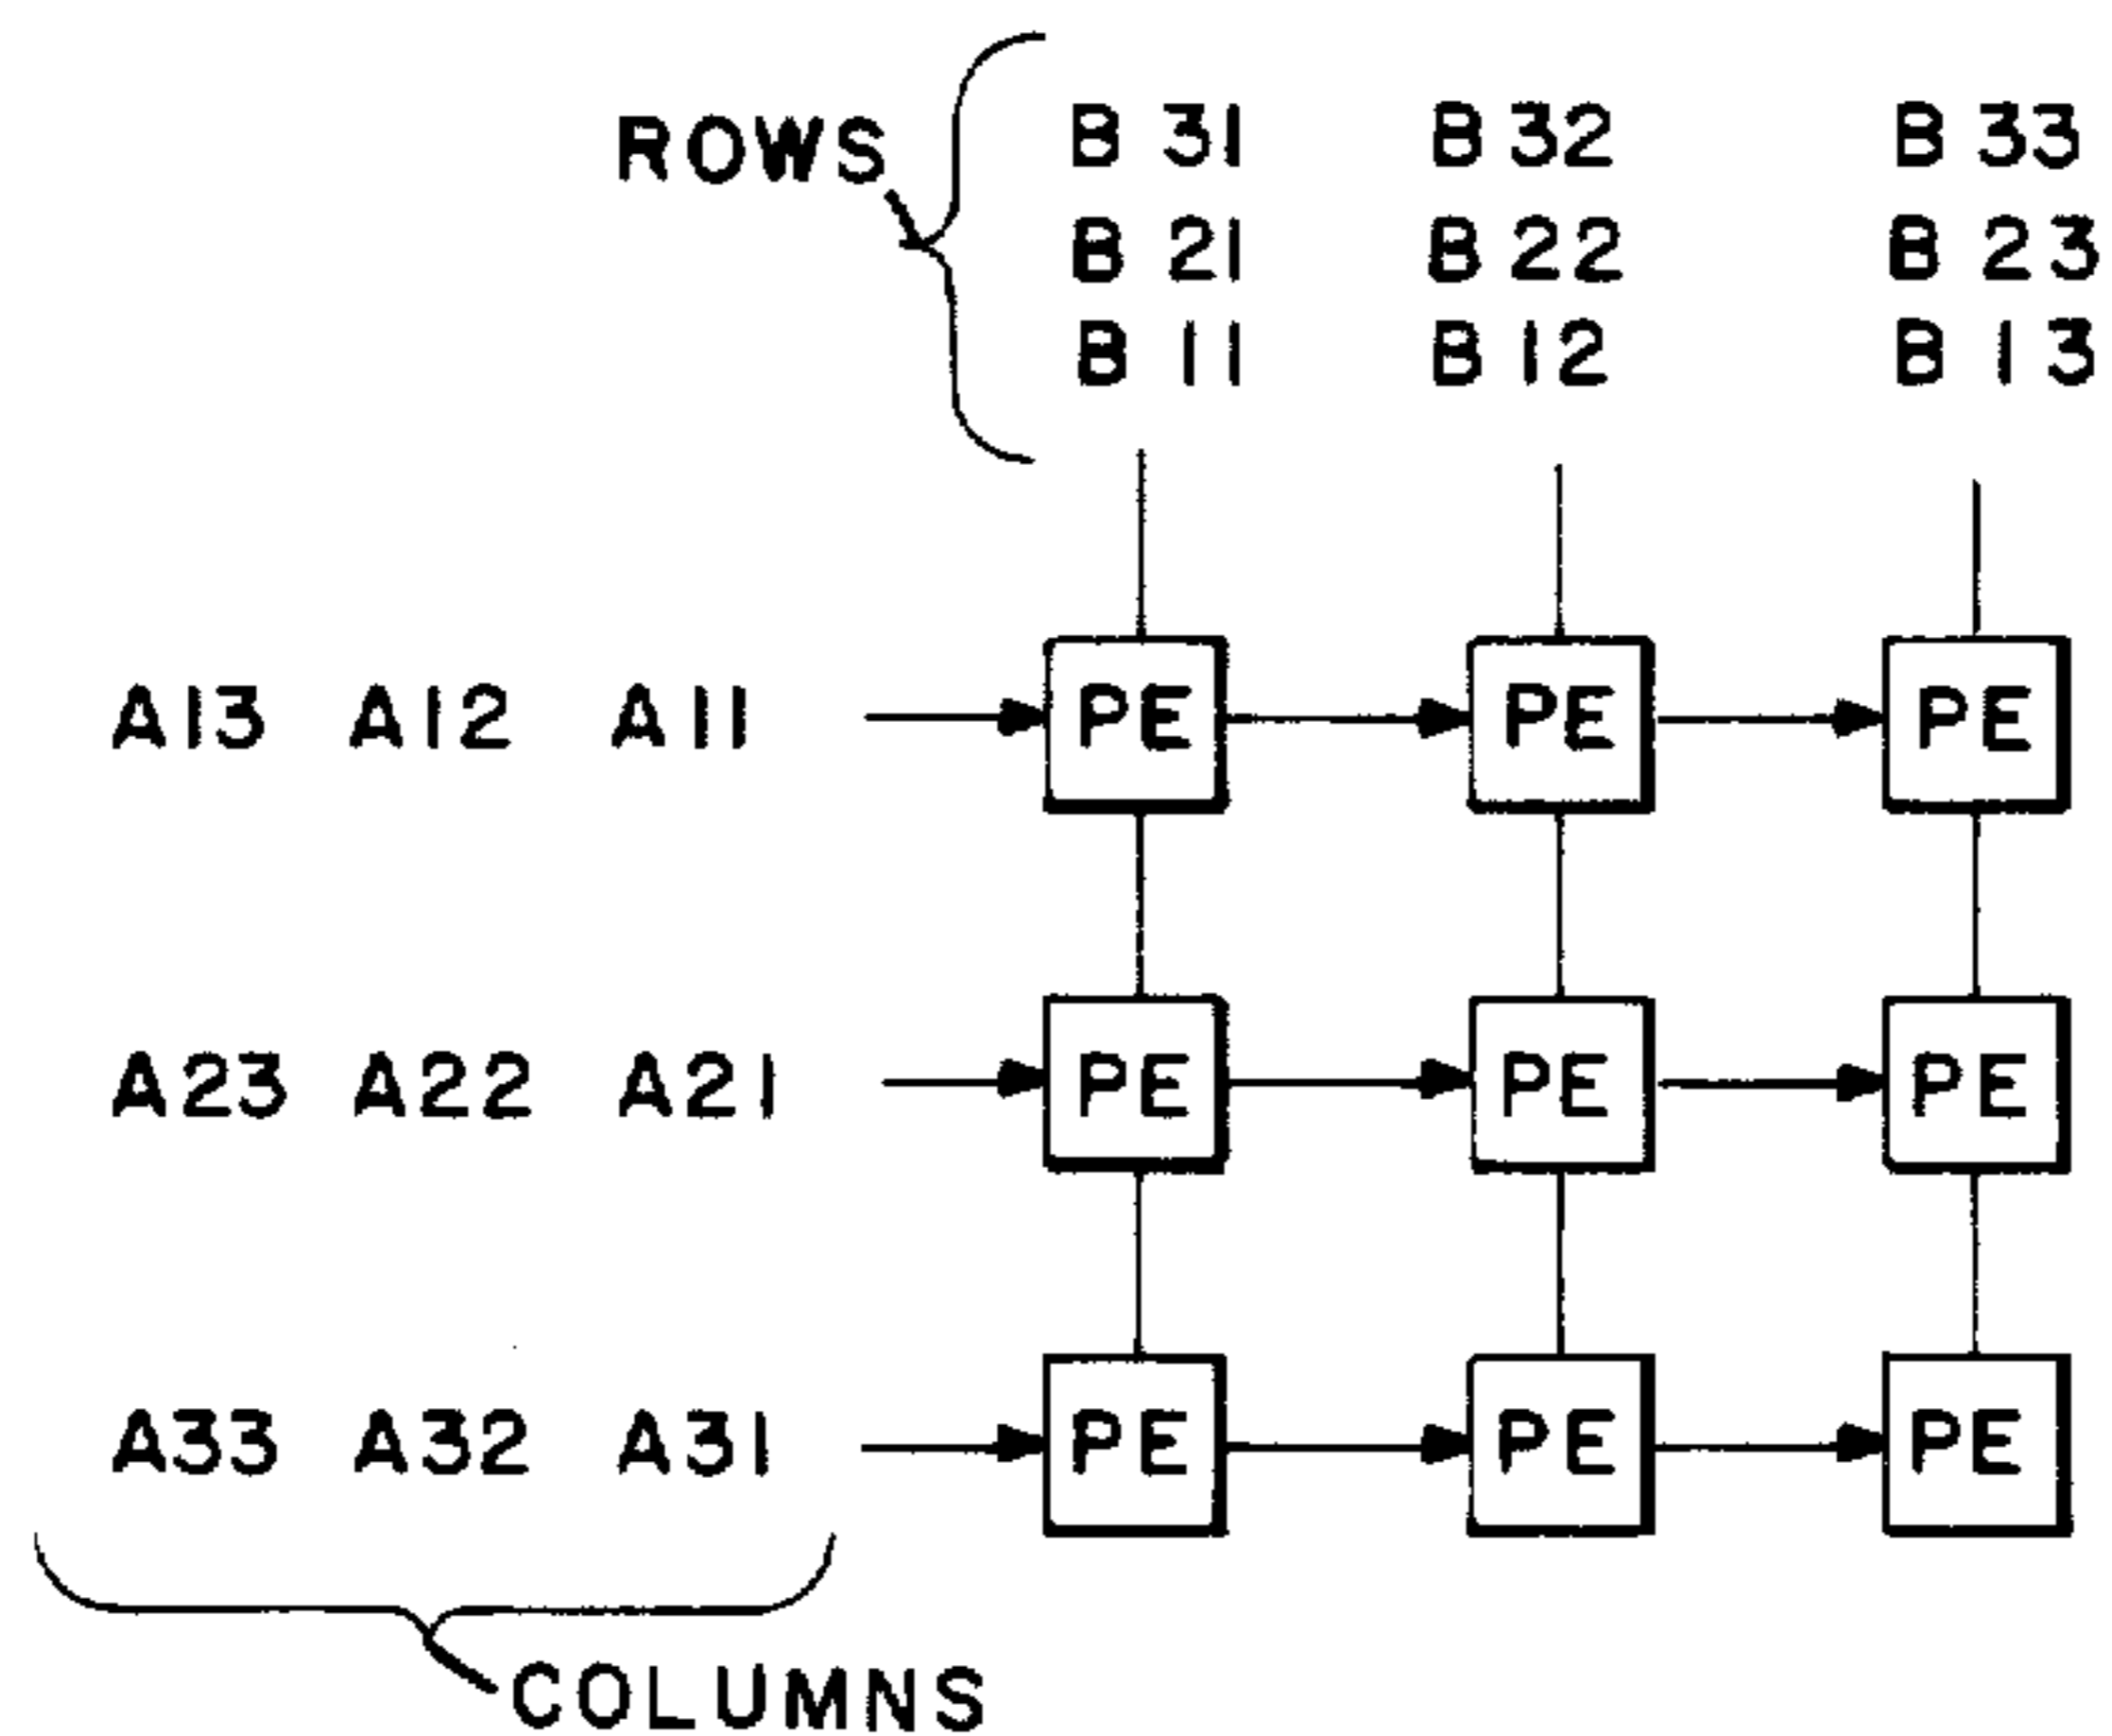 ROWS
B 31 B 32 B 33
B 21 B 22 B 23
B 11 B 12 B 13
A13 A12 A11 PE PE PE
A23 A22 A21 PE PE PE
A33 A32 A31 PE PE PE
COLUMNS